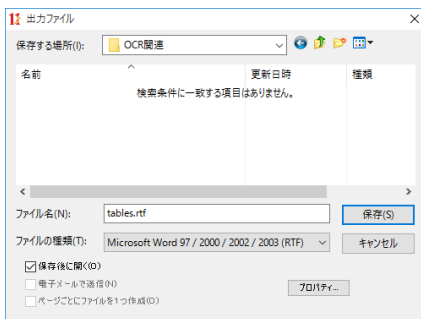 出力ファイル
保存する場所(I): OCR関連
名前 更新日時 種類
検索条件に一致する項目はありません。
ファイル名(N): tables.rtf 保存(S)
ファイルの種類(T): Microsoft Word 97 / 2000 / 2002 / 2003 (RTF) キャンセル
保存後に開く(O)
電子メールで送信(N) プロパティ...
ページごとにファイルを1つ作成(O)